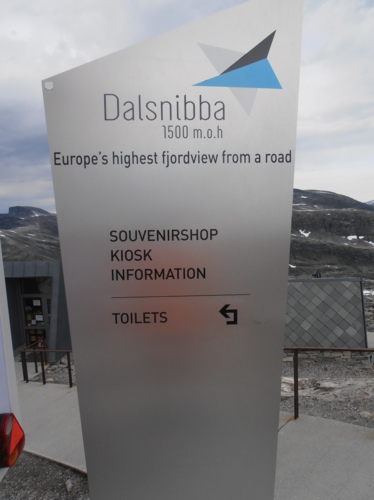 Dalsnibba
1500 m.o.h
Europe's highest fjordview from a road
SOUVENIRSHOP
KIOSK
INFORMATION
TOILETS